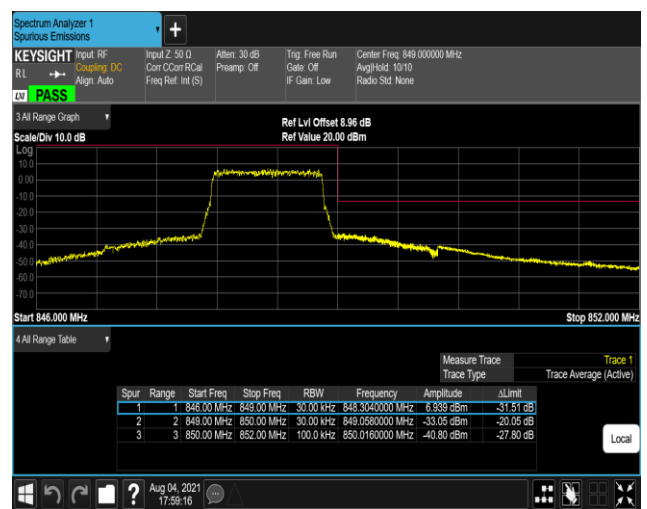 Spectrum Analyzer 1
Spurious Emissions
KEYSIGHT Input: RF Input Z: 50 Ω Atten: 30 dB Trig: Free Run Center Freq: 849.000000 MHz
RL Coupling: DC Corr CCorr RCal Preamp: Off Gate: Off Avg|Hold: 10/10
Align: Auto Freq Ref: Int (S) IF Gain: Low Radio Std: None
LXI PASS
3 All Range Graph
Ref Lvl Offset 8.96 dB
Scale/Div 10.0 dB Ref Value 20.00 dBm
Log
10.0
0.00
-10.0
-20.0
-30.0
-40.0
-50.0
-60.0
-70.0
Start 846.000 MHz Stop 852.000 MHz
4 All Range Table
Measure Trace Trace 1
Trace Type Trace Average (Active)
Spur Range Start Freq Stop Freq RBW Frequency Amplitude ΔLimit
1 1 846.00 MHz 849.00 MHz 30.00 kHz 848.3040000 MHz 6.939 dBm -31.51 dB
2 2 849.00 MHz 850.00 MHz 30.00 kHz 849.0580000 MHz -33.05 dBm -20.05 dB
3 3 850.00 MHz 852.00 MHz 100.0 kHz 850.0160000 MHz -40.80 dBm -27.80 dB
Local
? Aug 04, 2021
17:59:16